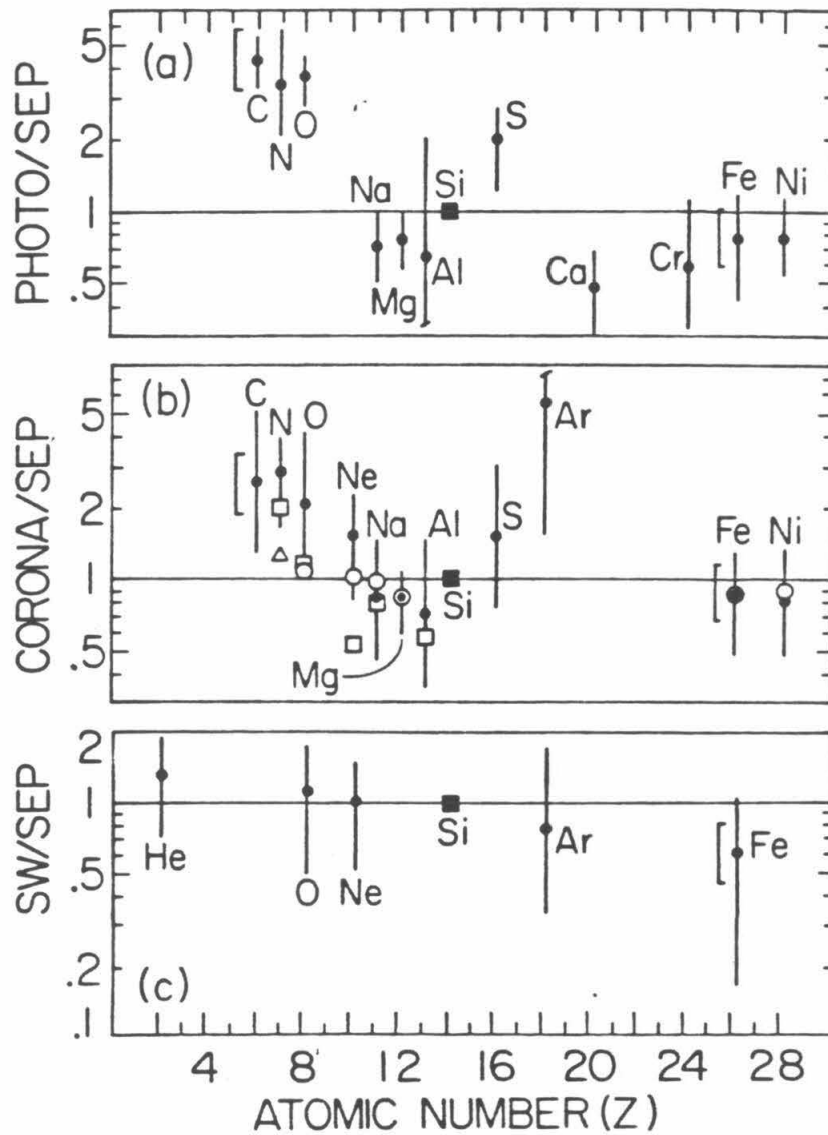 PHOTO/SEP
(a)
5
2
1
.5
C
N
O
Na
Mg
Al
Si
S
Ca
Cr
Fe
Ni
CORONA/SEP
(b)
5
2
1
.5
C
N
O
Ne
Na
Mg
Al
Si
S
Ar
Fe
Ni
SW/SEP
2
1
.5
.2
.1
He
O
Ne
Si
Ar
Fe
(c)
4 8 12 16 20 24 28
ATOMIC NUMBER (Z)